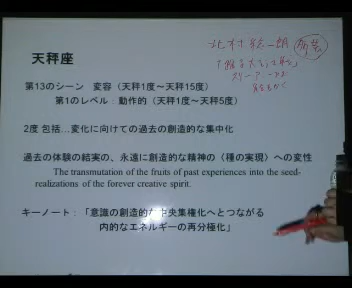 天秤座
第13のシーン 変容（天秤1度～天秤15度）
第1のレベル：動作的（天秤1度～天秤5度）
2度 包括…変化に向けての過去の創造的な集中化
過去の体験の結実の、永遠に創造的な精神の〈種の実現〉への変性
The transmutation of the fruits of past experiences into the seed-
realizations of the forever creative spirit.
キーノート：「意識の創造的な中央集権化へとつながる
内的なエネルギーの再分極化」